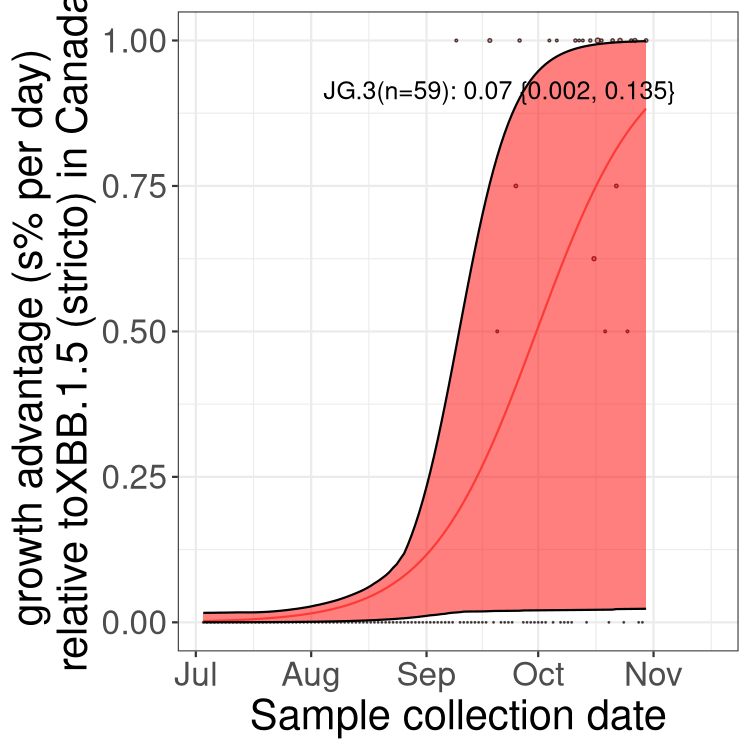 growth advantage (s% per day)
relative toXBB.1.5 (stricto) in Canada
1.00
0.75
0.50
0.25
0.00
JG.3(n=59): 0.07 {0.002, 0.135}
Jul Aug Sep Oct Nov
Sample collection date